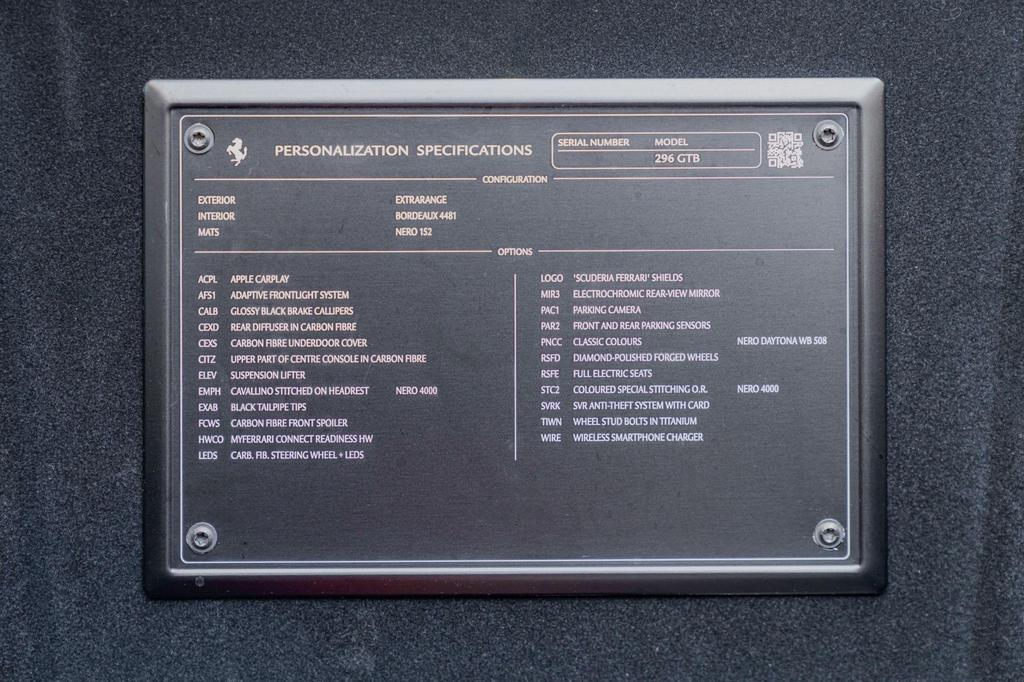 PERSONALIZATION SPECIFICATIONS
SERIAL NUMBER MODEL
296 GTB
CONFIGURATION
EXTERIOR EXTRARANGE
INTERIOR BORDEAUX 4481
MATS NERO 152
OPTIONS
ACPL APPLE CARPLAY
AFS1 ADAPTIVE FRONTLIGHT SYSTEM
CALB GLOSSY BLACK BRAKE CALLIPERS
CEXD REAR DIFFUSER IN CARBON FIBRE
CEXS CARBON FIBRE UNDERDOOR COVER
CITZ UPPER PART OF CENTRE CONSOLE IN CARBON FIBRE
ELEV SUSPENSION LIFTER
EMPH CAVALLINO STITCHED ON HEADREST NERO 4000
EXAB BLACK TAILPIPE TIPS
FCWS CARBON FIBRE FRONT SPOILER
HWCO MYFERRARI CONNECT READINESS HW
LEDS CARB. FIB. STEERING WHEEL + LEDS
LOGO 'SCUDERIA FERRARI' SHIELDS
MIR3 ELECTROCHROMIC REAR-VIEW MIRROR
PAC1 PARKING CAMERA
PAR2 FRONT AND REAR PARKING SENSORS
PNCC CLASSIC COLOURS NERO DAYTONA WB 508
RSFD DIAMOND-POLISHED FORGED WHEELS
RSFE FULL ELECTRIC SEATS
STC2 COLOURED SPECIAL STITCHING O.R. NERO 4000
SVRK SVR ANTI-THEFT SYSTEM WITH CARD
TIWN WHEEL STUD BOLTS IN TITANIUM
WIRE WIRELESS SMARTPHONE CHARGER